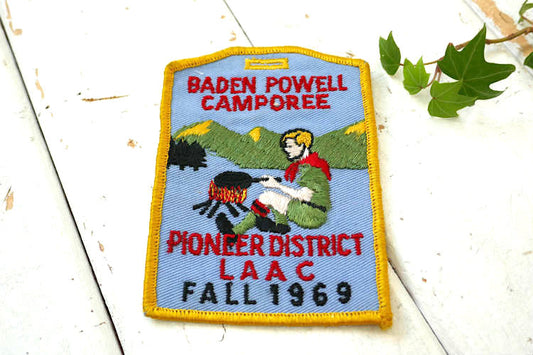 BADEN POWELL
CAMPOREE
PIONEER DISTRICT
LAAC
FALL 1969